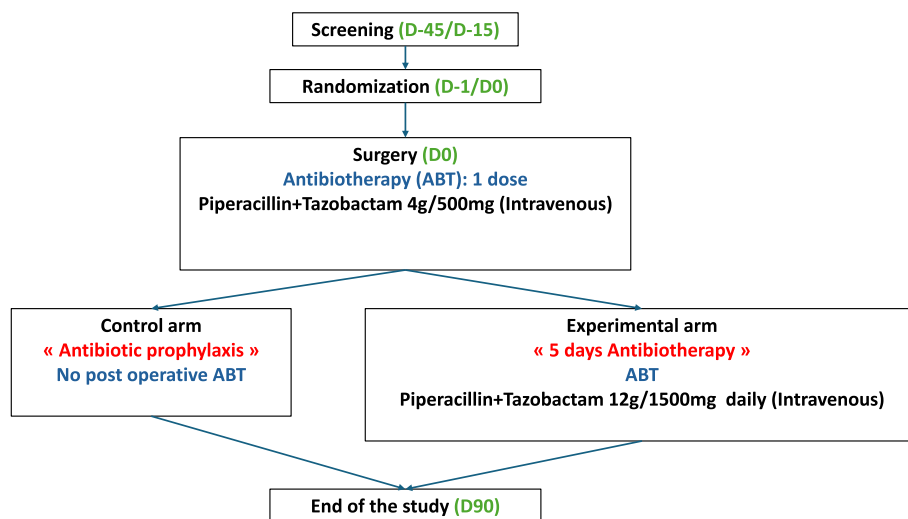 Screening (D-45/D-15)
Randomization (D-1/D0)
Surgery (D0)
Antibiotherapy (ABT): 1 dose
Piperacillin+Tazobactam 4g/500mg (Intravenous)
Control arm
« Antibiotic prophylaxis »
No post operative ABT
Experimental arm
« 5 days Antibiotherapy »
ABT
Piperacillin+Tazobactam 12g/1500mg daily (Intravenous)
End of the study (D90)